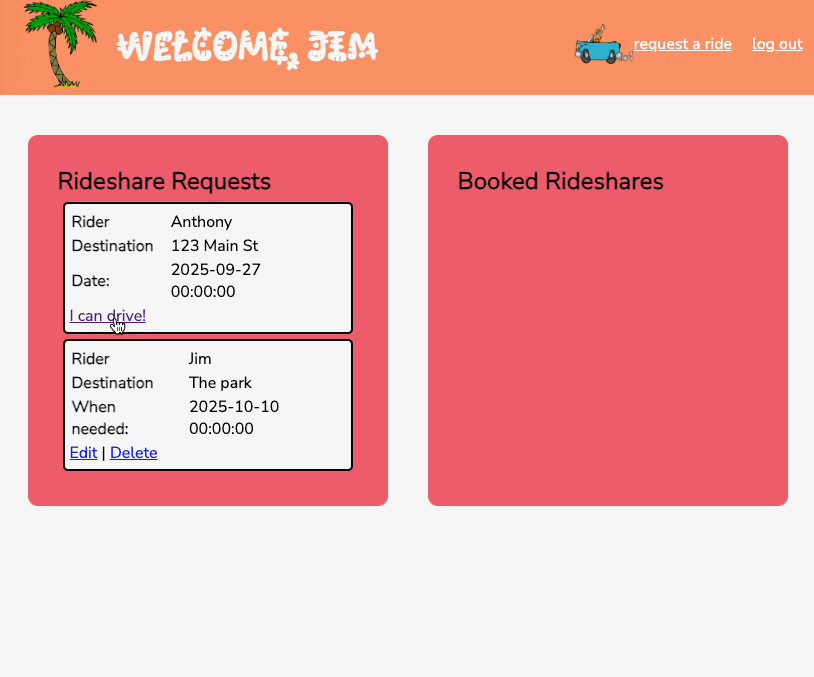 WELCOME, JIM
request a ride log out
Rideshare Requests
Rider Anthony
Destination 123 Main St
Date: 2025-09-27
00:00:00
I can drive!
Rider Jim
Destination The park
When needed: 2025-10-10
00:00:00
Edit | Delete
Booked Rideshares